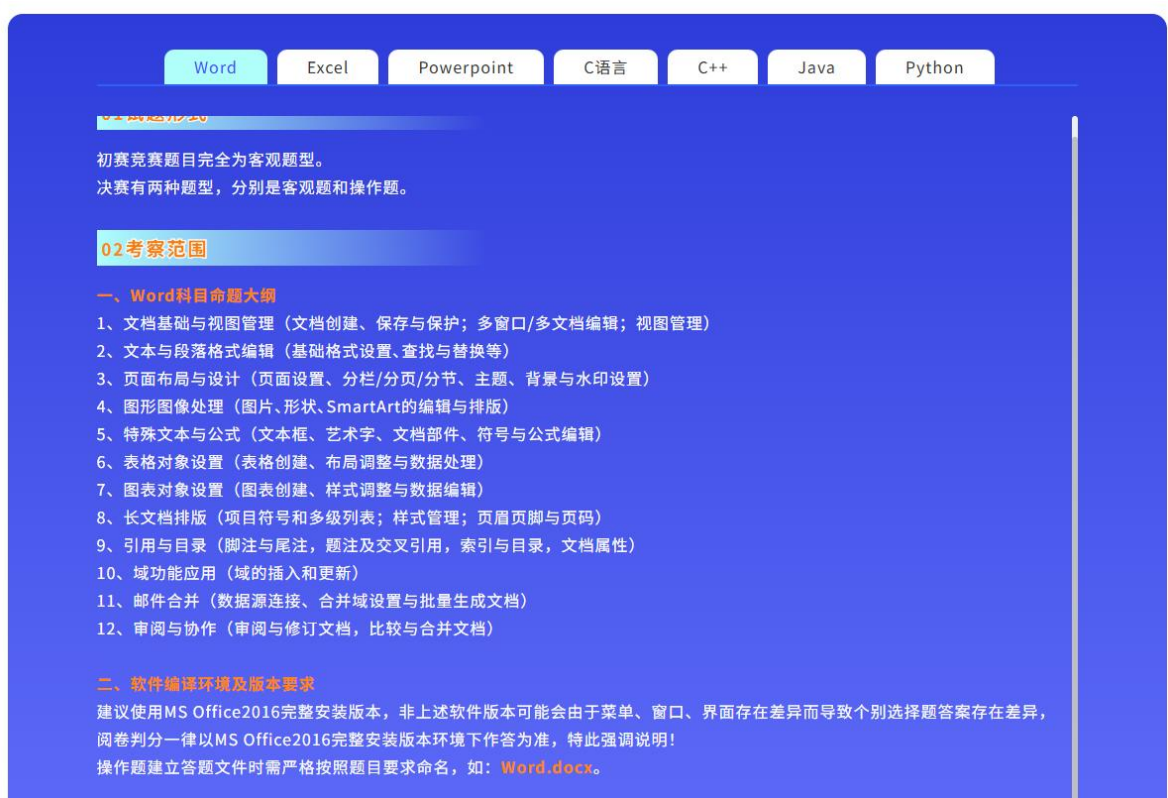 Word Excel Powerpoint C语言 C++ Java Python
01试题形式
初赛竞赛题目完全为客观题型。
决赛有两种题型，分别是客观题和操作题。
02考察范围
一、Word科目命题大纲
1、文档基础与视图管理（文档创建、保存与保护；多窗口/多文档编辑；视图管理）
2、文本与段落格式编辑（基础格式设置、查找与替换等）
3、页面布局与设计（页面设置、分栏/分页/分节、主题、背景与水印设置）
4、图形图像处理（图片、形状、SmartArt的编辑与排版）
5、特殊文本与公式（文本框、艺术字、文档部件、符号与公式编辑）
6、表格对象设置（表格创建、布局调整与数据处理）
7、图表对象设置（图表创建、样式调整与数据编辑）
8、长文档排版（项目符号和多级列表；样式管理；页眉页脚与页码）
9、引用与目录（脚注与尾注，题注及交叉引用，索引与目录，文档属性）
10、域功能应用（域的插入和更新）
11、邮件合并（数据源连接、合并域设置与批量生成文档）
12、审阅与协作（审阅与修订文档，比较与合并文档）
二、软件编译环境及版本要求
建议使用MS Office2016完整安装版本，非上述软件版本可能会由于菜单、窗口、界面存在差异而导致个别选择题答案存在差异，
阅卷判分一律以MS Office2016完整安装版本环境下作答为准，特此强调说明！
操作题建立答题文件时需严格按照题目要求命名，如：Word.docx。